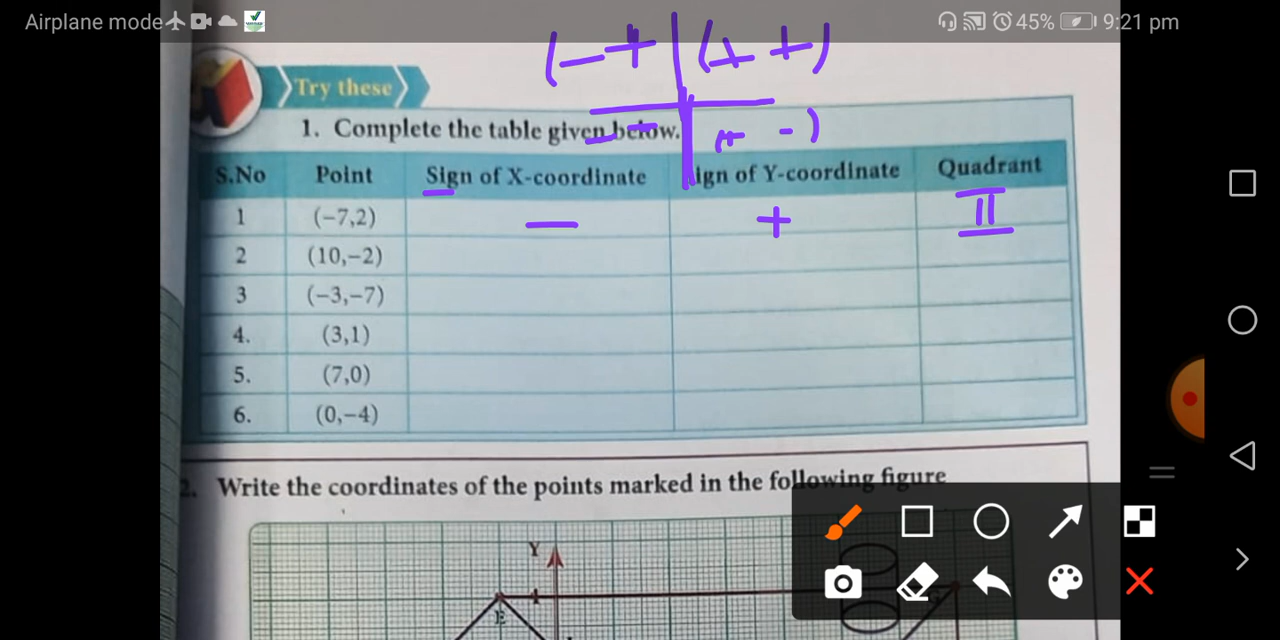 Airplane mode 45% 9:21 pm
(− + (+ +)
Try these
1. Complete the table given below. − −
(+ −)
S.No Point Sign of X-coordinate ign of Y-coordinate Quadrant
1 (−7,2) − + II
2 (10,−2)
3 (−3,−7)
4. (3,1)
5. (7,0)
6. (0,−4)
2. Write the coordinates of the points marked in the following figure
Y
4
E